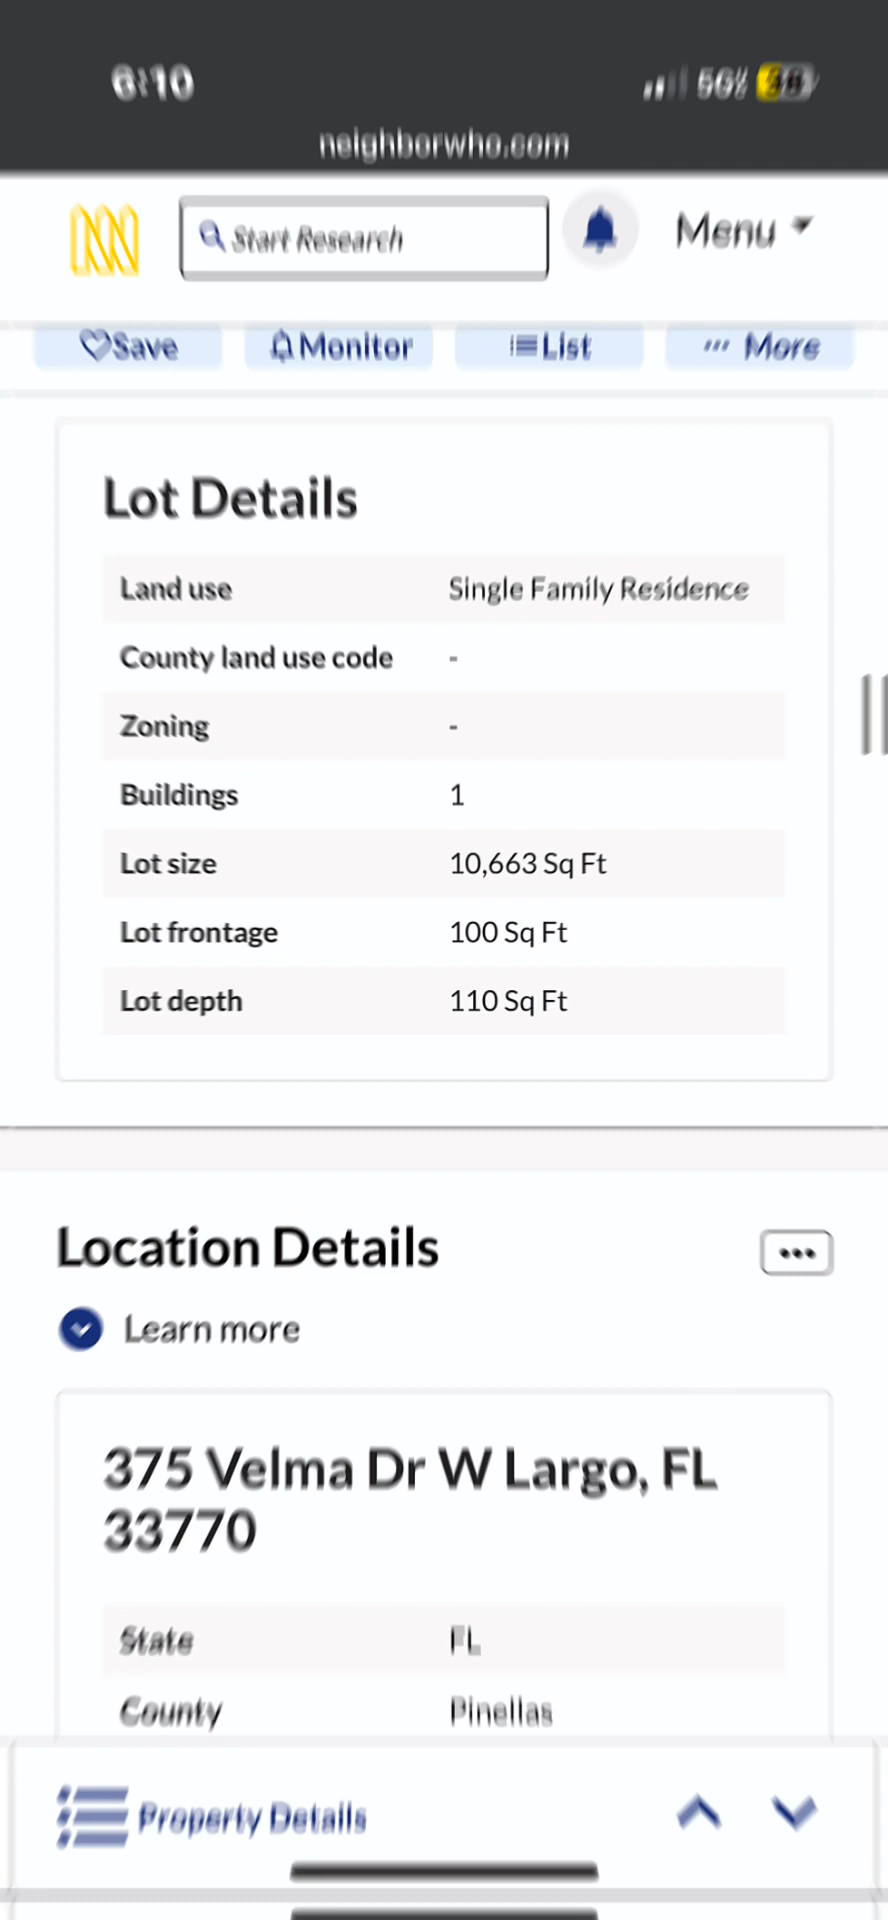 6:10
neighborwho.com
Start Research
Menu
Save
Monitor
List
More
Lot Details
Land use Single Family Residence
County land use code -
Zoning -
Buildings 1
Lot size 10,663 Sq Ft
Lot frontage 100 Sq Ft
Lot depth 110 Sq Ft
Location Details
Learn more
375 Velma Dr W Largo, FL
33770
State FL
County Pinellas
Property Details